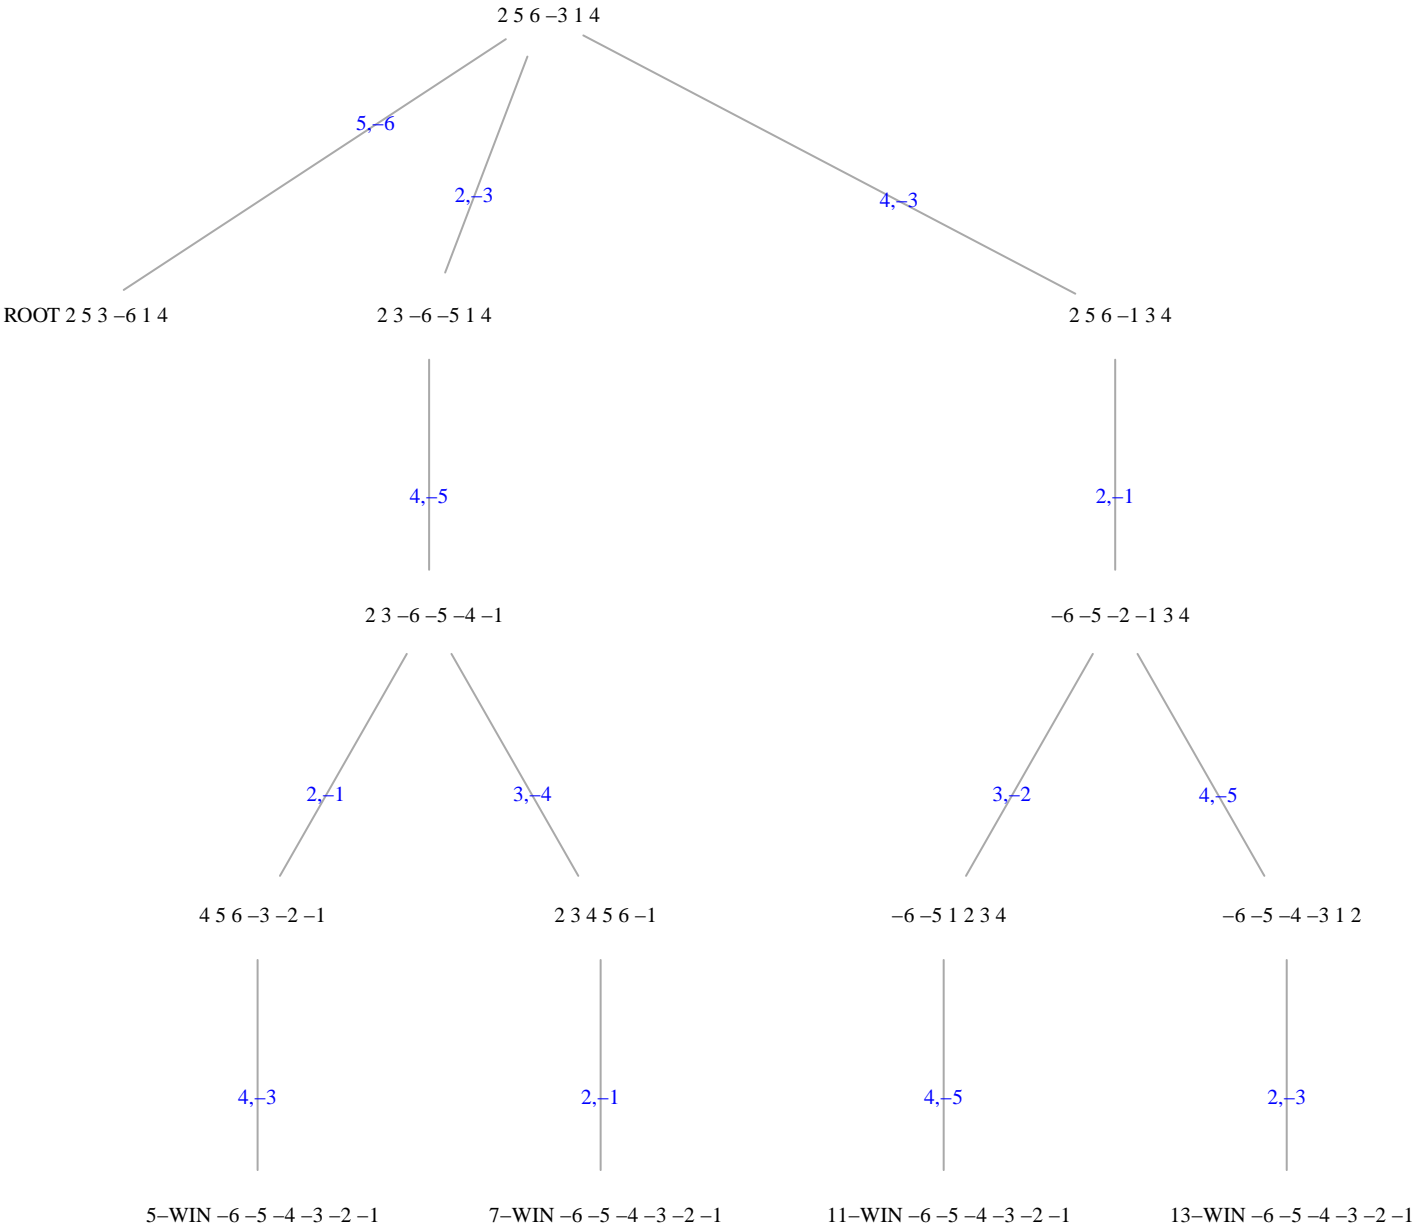 2 5 6 –3 1 4
5,–6
2,–3
4,–3
ROOT 2 5 3 –6 1 4
2 3 –6 –5 1 4
2 5 6 –1 3 4
4,–5
2,–1
2 3 –6 –5 –4 –1
–6 –5 –2 –1 3 4
2,–1
3,–4
3,–2
4,–5
4 5 6 –3 –2 –1
2 3 4 5 6 –1
–6 –5 1 2 3 4
–6 –5 –4 –3 1 2
4,–3
2,–1
4,–5
2,–3
5–WIN –6 –5 –4 –3 –2 –1
7–WIN –6 –5 –4 –3 –2 –1
11–WIN –6 –5 –4 –3 –2 –1
13–WIN –6 –5 –4 –3 –2 –1